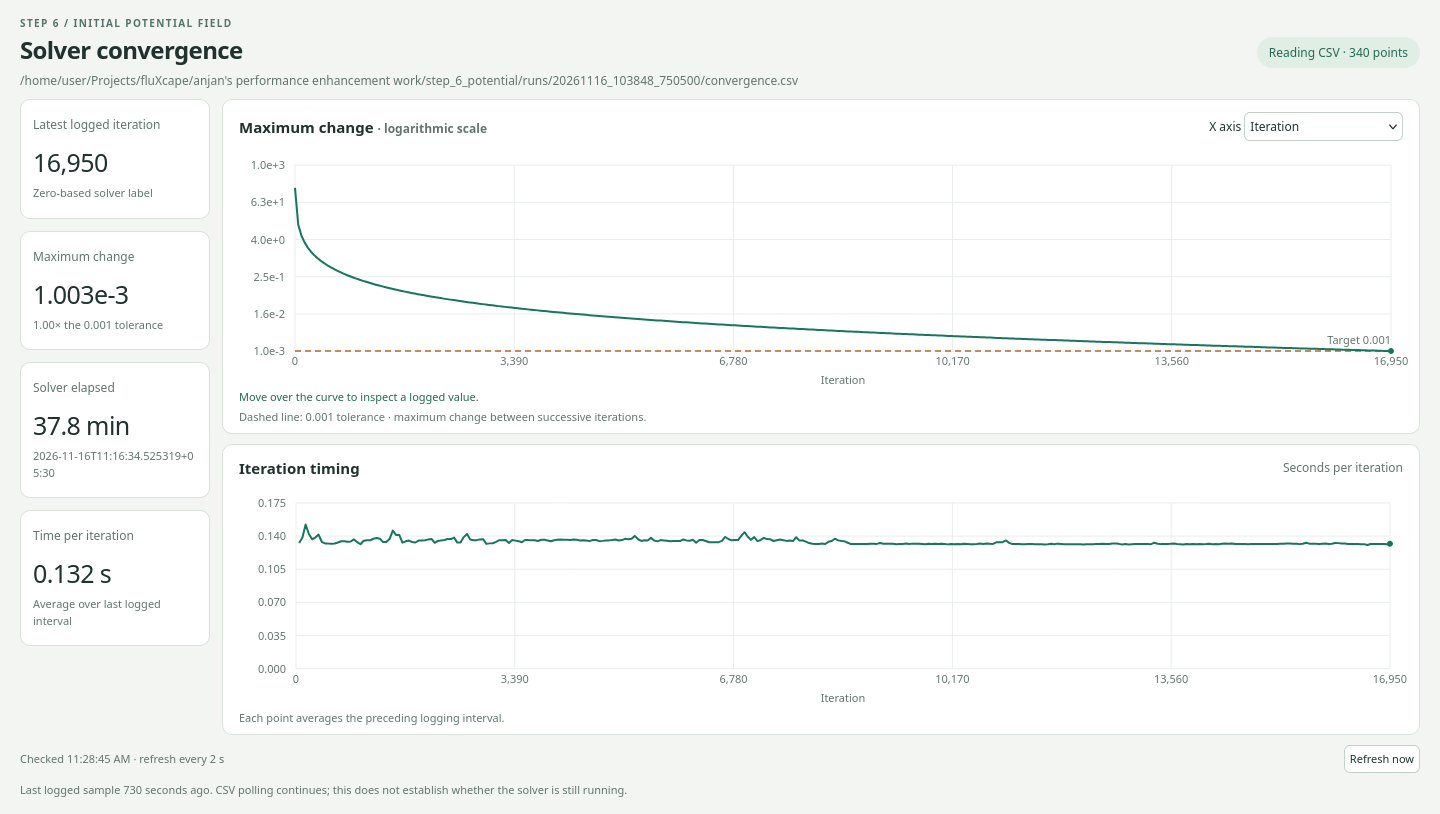 STEP 6 / INITIAL POTENTIAL FIELD
Solver convergence
Reading CSV · 340 points
/home/user/Projects/fluXcape/anjan's performance enhancement work/step_6_potential/runs/20261116_103848_750500/convergence.csv
Latest logged iteration
16,950
Zero-based solver label
Maximum change
1.003e-3
1.00× the 0.001 tolerance
Solver elapsed
37.8 min
2026-11-16T11:16:34.525319+0
5:30
Time per iteration
0.132 s
Average over last logged
interval
Maximum change · logarithmic scale
X axis Iteration
1.0e+3
6.3e+1
4.0e+0
2.5e-1
1.6e-2
1.0e-3
Target 0.001
0 3,390 6,780 10,170 13,560 16,950
Iteration
Move over the curve to inspect a logged value.
Dashed line: 0.001 tolerance · maximum change between successive iterations.
Iteration timing
Seconds per iteration
0.175
0.140
0.105
0.070
0.035
0.000
0 3,390 6,780 10,170 13,560 16,950
Iteration
Each point averages the preceding logging interval.
Checked 11:28:45 AM · refresh every 2 s
Refresh now
Last logged sample 730 seconds ago. CSV polling continues; this does not establish whether the solver is still running.